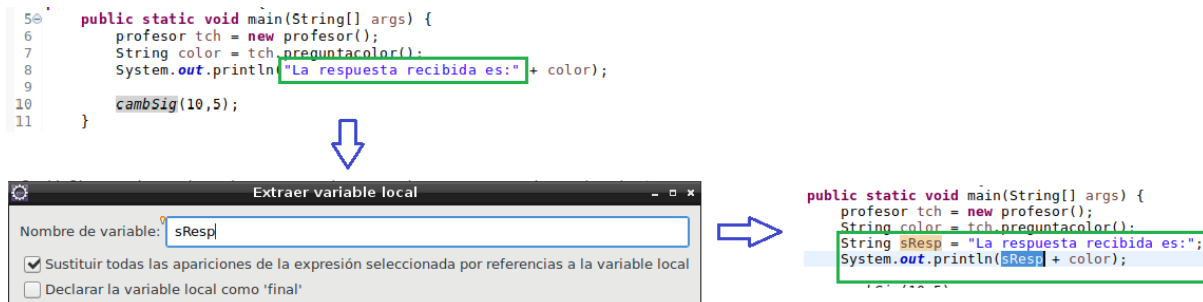 5 public static void main(String[] args) {
6 profesor tch = new profesor();
7 String color = tch.preguntacolor();
8 System.out.println("La respuesta recibida es:" + color);
9
10 cambSig(10,5);
11 }
Extraer variable local
Nombre de variable: sResp
Sustituir todas las apariciones de la expresión seleccionada por referencias a la variable local
Declarar la variable local como 'final'
public static void main(String[] args) {
profesor tch = new profesor();
String color = tch.preguntacolor();
String sResp = "La respuesta recibida es:";
System.out.println(sResp + color);